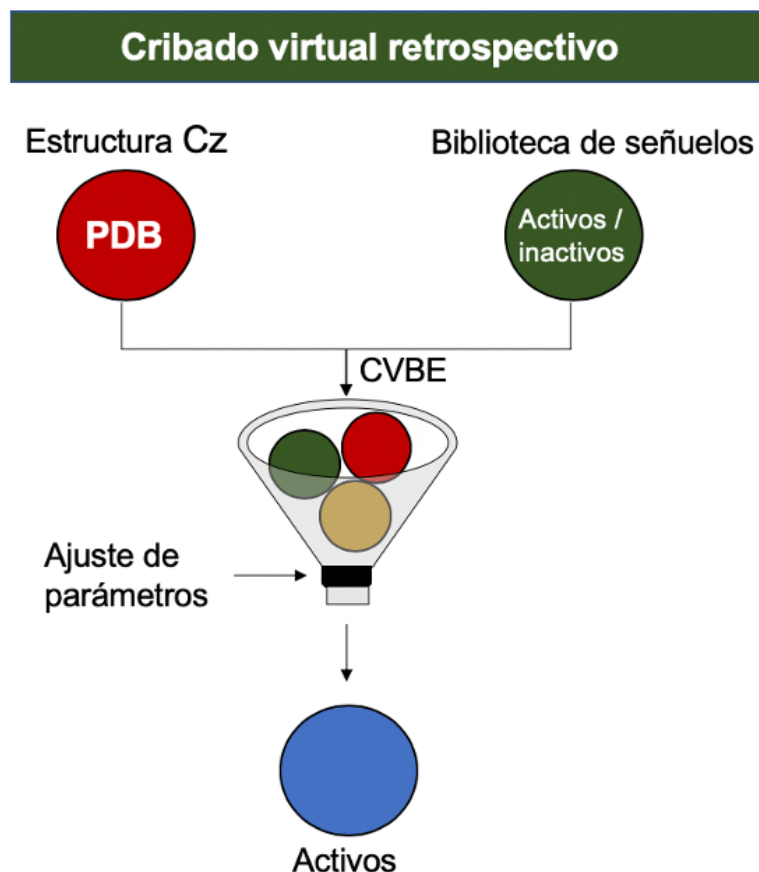 Cribado virtual retrospectivo
Estructura Cz
Biblioteca de señuelos
PDB
Activos /
inactivos
CVBE
Ajuste de
parámetros
Activos